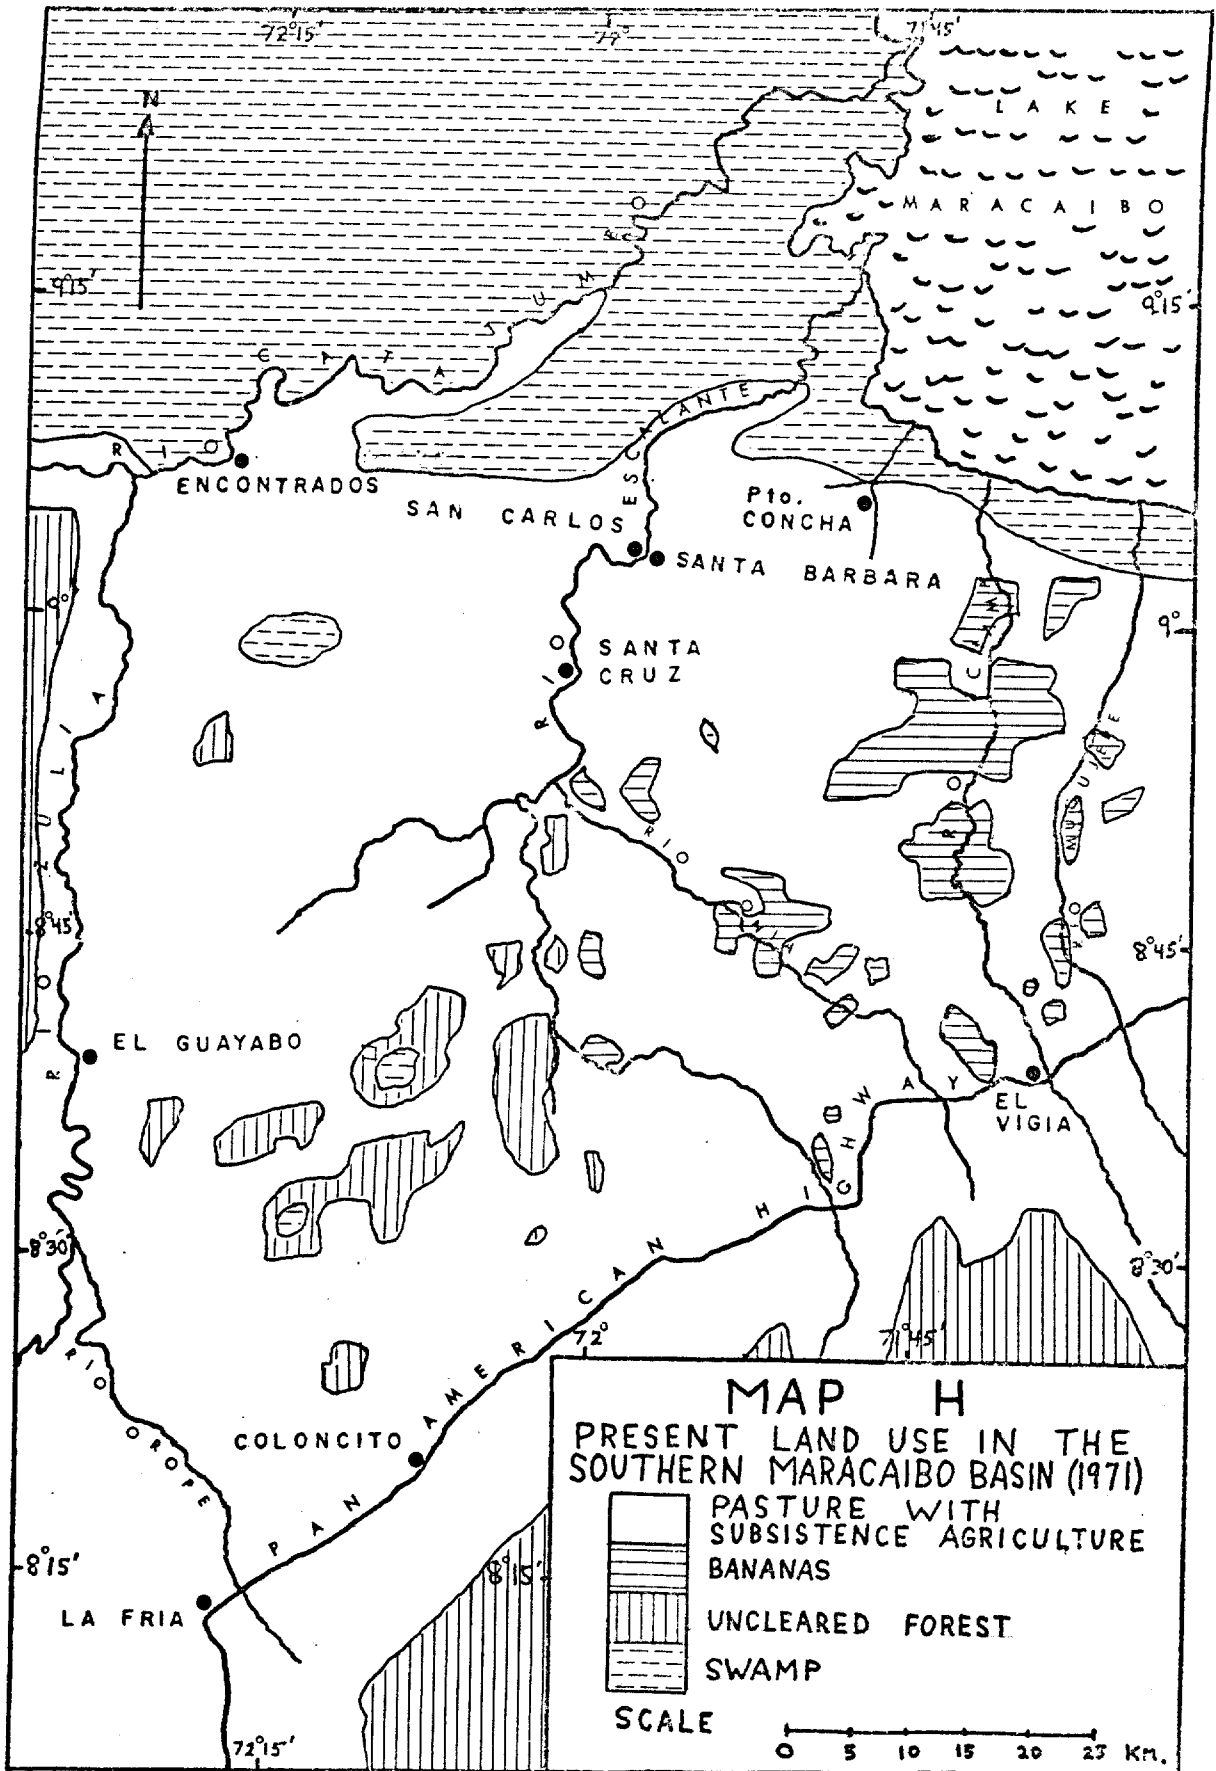 72°15'
72°
71°45'
N
LAKE
MARACAIBO
9°15'
9°15'
RIO CATATUMBO
ENCONTRADOS
ESCALANTE
SAN CARLOS
Pto.
CONCHA
SANTA BARBARA
9°
9°
SANTA
CRUZ
RIO
RIO ZULIA
RIO
RIO
MUCUJEPE
RIO
8°45'
8°45'
EL GUAYABO
EL
VIGIA
8°30'
8°30'
PAN AMERICAN HIGHWAY
72°
71°45'
RIO OROPE
COLONCITO
8°15'
8°15'
LA FRIA
72°15'
MAP H
PRESENT LAND USE IN THE
SOUTHERN MARACAIBO BASIN (1971)
PASTURE WITH
SUBSISTENCE AGRICULTURE
BANANAS
UNCLEARED FOREST
SWAMP
SCALE
0 5 10 15 20 25 Km.